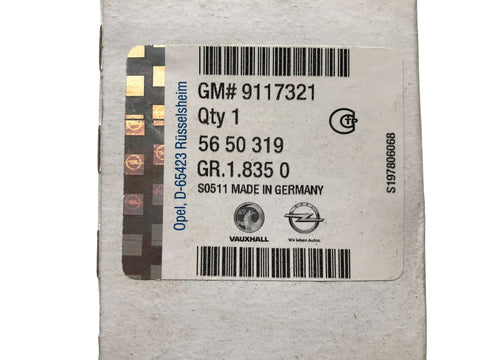 Opel, D-65423 Rüsselsheim
GM# 9117321
Qty 1
56 50 319
GR.1.835 0
S0511 MADE IN GERMANY
VAUXHALL
Wir leben Autos.
S197806068